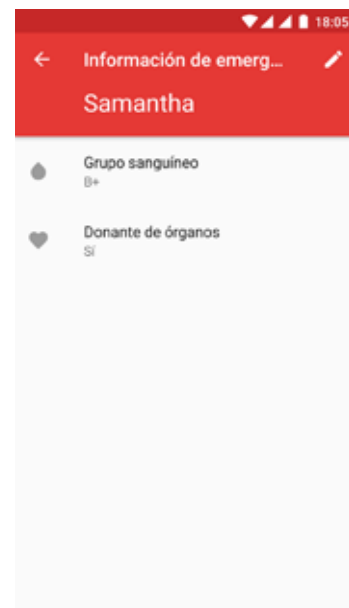 18:05
Información de emerg...
Samantha
Grupo sanguíneo
B+
Donante de órganos
Sí